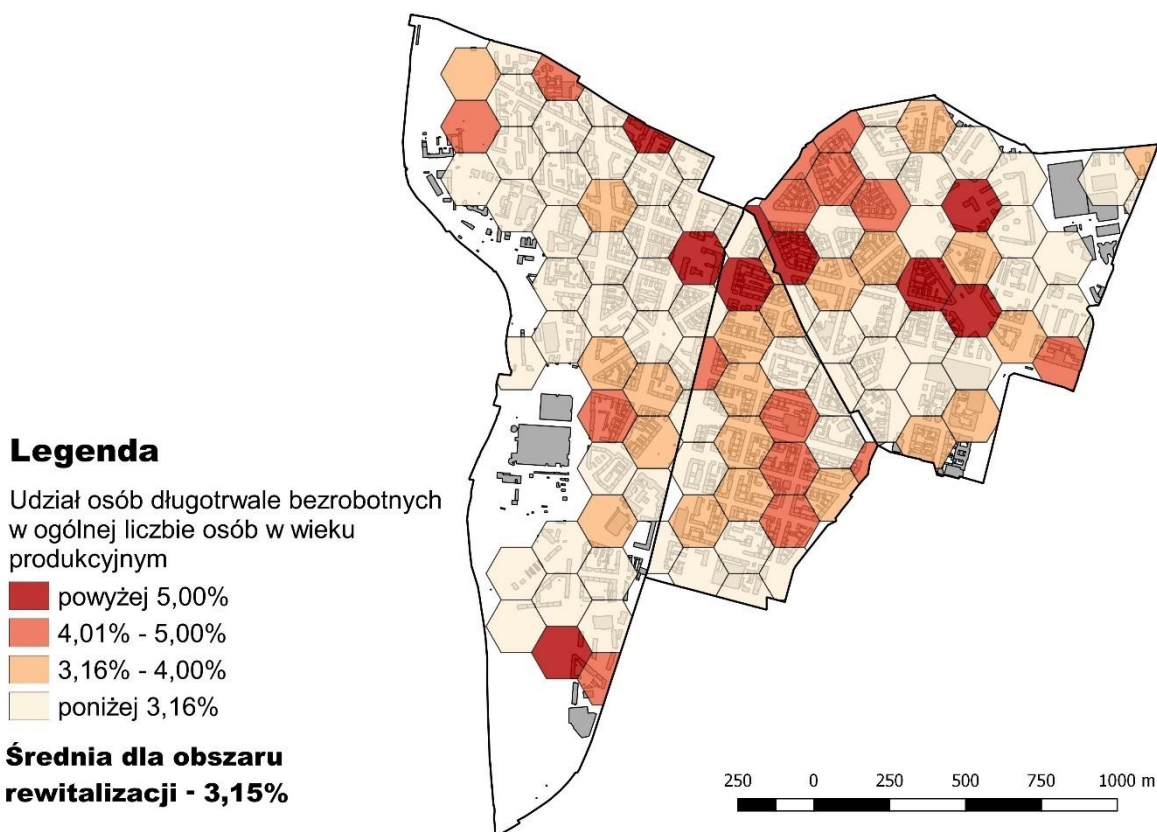 Legenda
Udział osób długotrwale bezrobotnych
w ogólnej liczbie osób w wieku
produkcyjnym
powyżej 5,00%
4,01% - 5,00%
3,16% - 4,00%
poniżej 3,16%
Średnia dla obszaru
rewitalizacji - 3,15%
250 0 250 500 750 1000 m